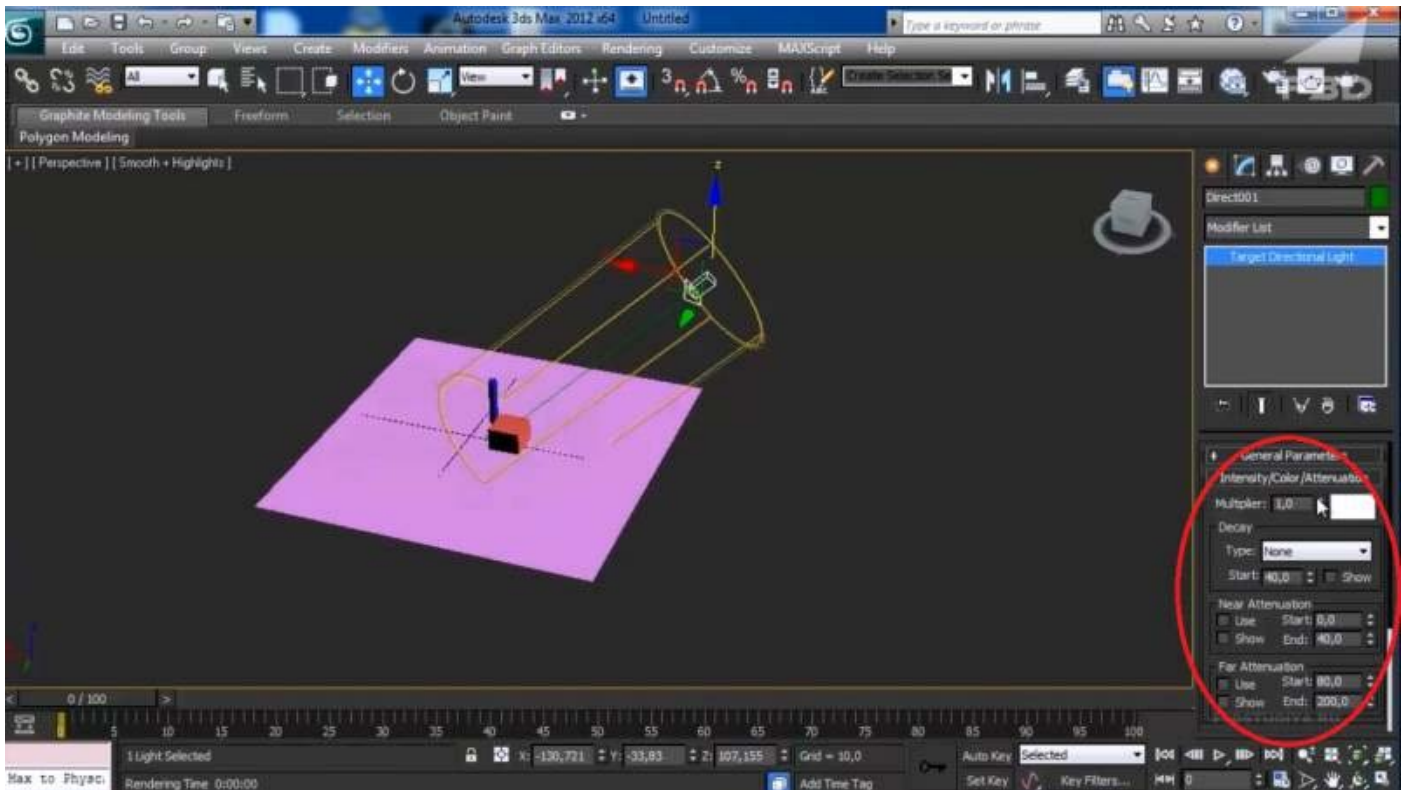 Autodesk 3ds Max 2012 x64 Untitled
Type a keyword or phrase
Edit Tools Group Views Create Modifiers Animation Graph Editors Rendering Customize MAXScript Help
All
View
3
Create Selection Se
Graphite Modeling Tools Freeform Selection Object Paint
Polygon Modeling
[ + ] [ Perspective ] [ Smooth + Highlights ]
z
Direct001
Modifier List
Target Directional Light
+ General Parameters
Intensity/Color/Attenuation
Multiplier: 1,0
Decay
Type: None
Start: 40,0 Show
Near Attenuation
Use Start: 0,0
Show End: 40,0
Far Attenuation
Use Start: 80,0
Show End: 200,0
< 0 / 100 >
0 5 10 15 20 25 30 35 40 45 50 55 60 65 70 75 80 85 90 95 100
1 Light Selected X: -130,721 Y: -33,83 Z: 107,155 Grid = 10,0 Auto Key Selected
Max to Physc. Rendering Time 0:00:00 Add Time Tag Set Key Key Filters... 0